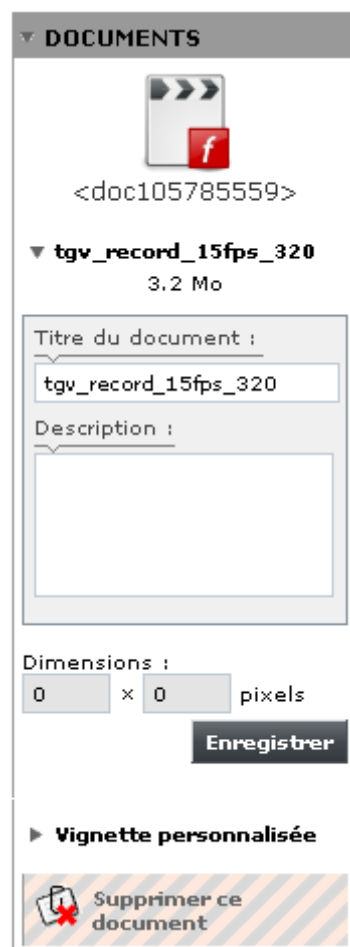 DOCUMENTS
f
<doc105785559>
tgv_record_15fps_320
3.2 Mo
Titre du document :
tgv_record_15fps_320
Description :
Dimensions :
0 × 0 pixels
Enregistrer
Vignette personnalisée
Supprimer ce
document